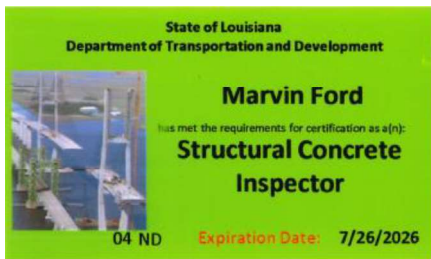 State of Louisiana
Department of Transportation and Development
Marvin Ford
has met the requirements for certification as a(n):
Structural Concrete
Inspector
04 ND Expiration Date: 7/26/2026